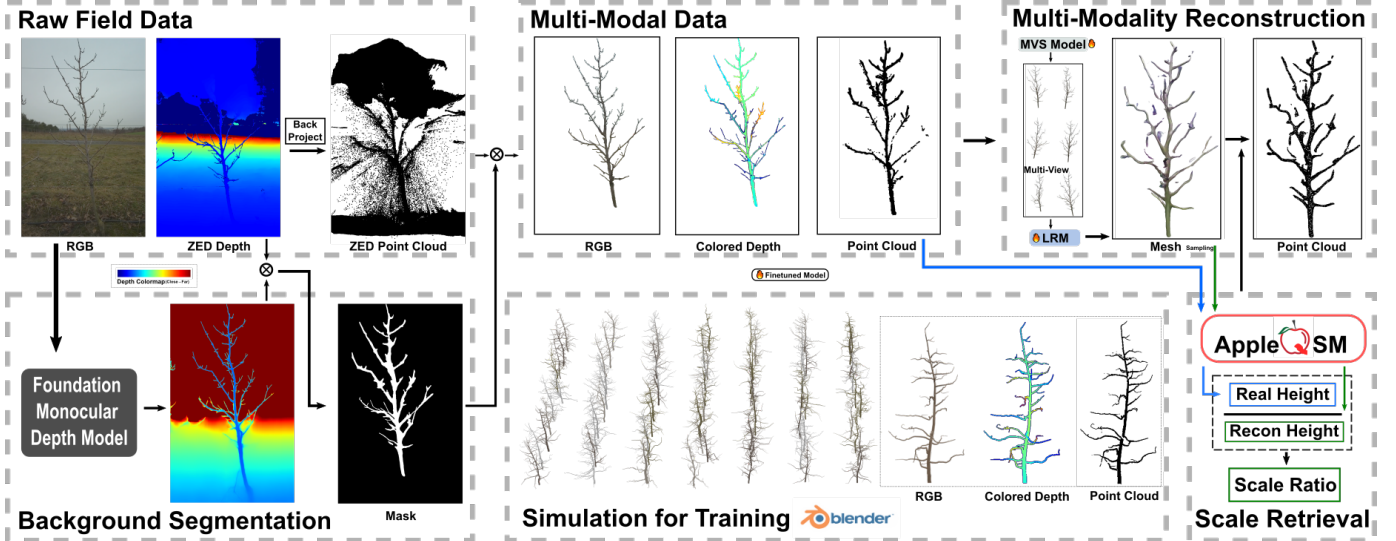 Raw Field Data
RGB
ZED Depth
Back
Project
ZED Point Cloud
Depth Colormap(Close - Far)
Multi-Modal Data
RGB
Colored Depth
Point Cloud
Multi-Modality Reconstruction
MVS Model
Multi-View
LRM
Mesh
Sampling
Point Cloud
Finetuned Model
Foundation
Monocular
Depth Model
Mask
Background Segmentation
RGB
Colored Depth
Point Cloud
Simulation for Training
blender
AppleQSM
Real Height
Recon Height
Scale Ratio
Scale Retrieval